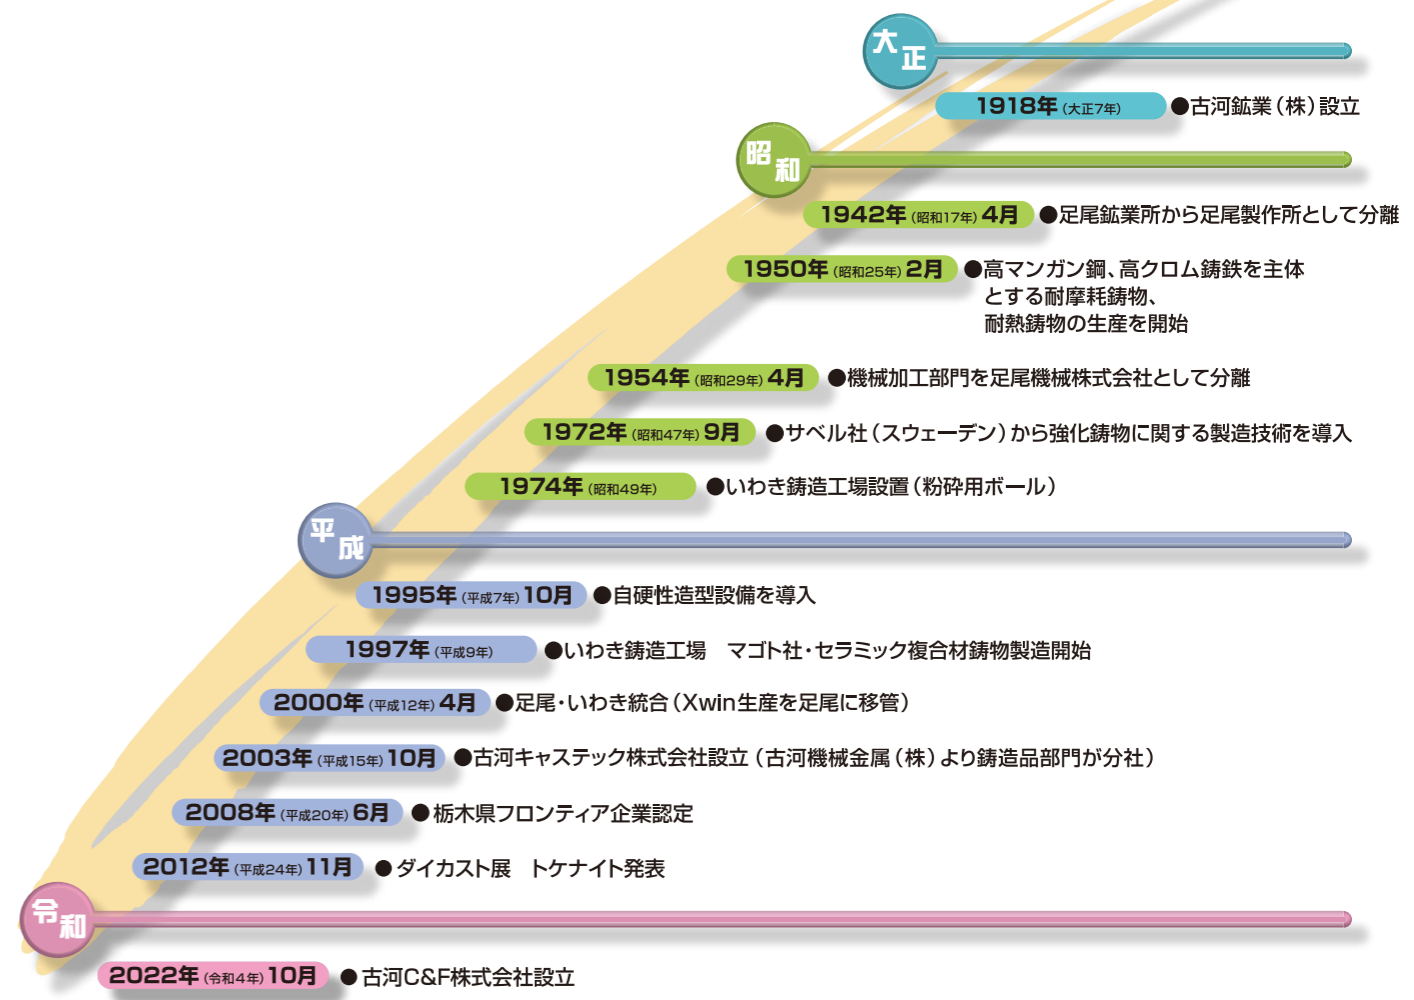 大正
1918年(大正7年) ●古河鉱業(株)設立
昭和
1942年(昭和17年)4月 ●足尾鉱業所から足尾製作所として分離
1950年(昭和25年)2月 ●高マンガン鋼、高クロム鋳鉄を主体
とする耐摩耗鋳物、
耐熱鋳物の生産を開始
1954年(昭和29年)4月 ●機械加工部門を足尾機械株式会社として分離
1972年(昭和47年)9月 ●サベル社(スウェーデン)から強化鋳物に関する製造技術を導入
1974年(昭和49年) ●いわき鋳造工場設置(粉砕用ボール)
平成
1995年(平成7年)10月 ●自硬性造型設備を導入
1997年(平成9年) ●いわき鋳造工場　マゴト社・セラミック複合材鋳物製造開始
2000年(平成12年)4月 ●足尾・いわき統合(Xwin生産を足尾に移管)
2003年(平成15年)10月 ●古河キャステック株式会社設立(古河機械金属(株)より鋳造品部門が分社)
2008年(平成20年)6月 ●栃木県フロンティア企業認定
2012年(平成24年)11月 ●ダイカスト展　トケナイト発表
令和
2022年(令和4年)10月 ●古河C&F株式会社設立